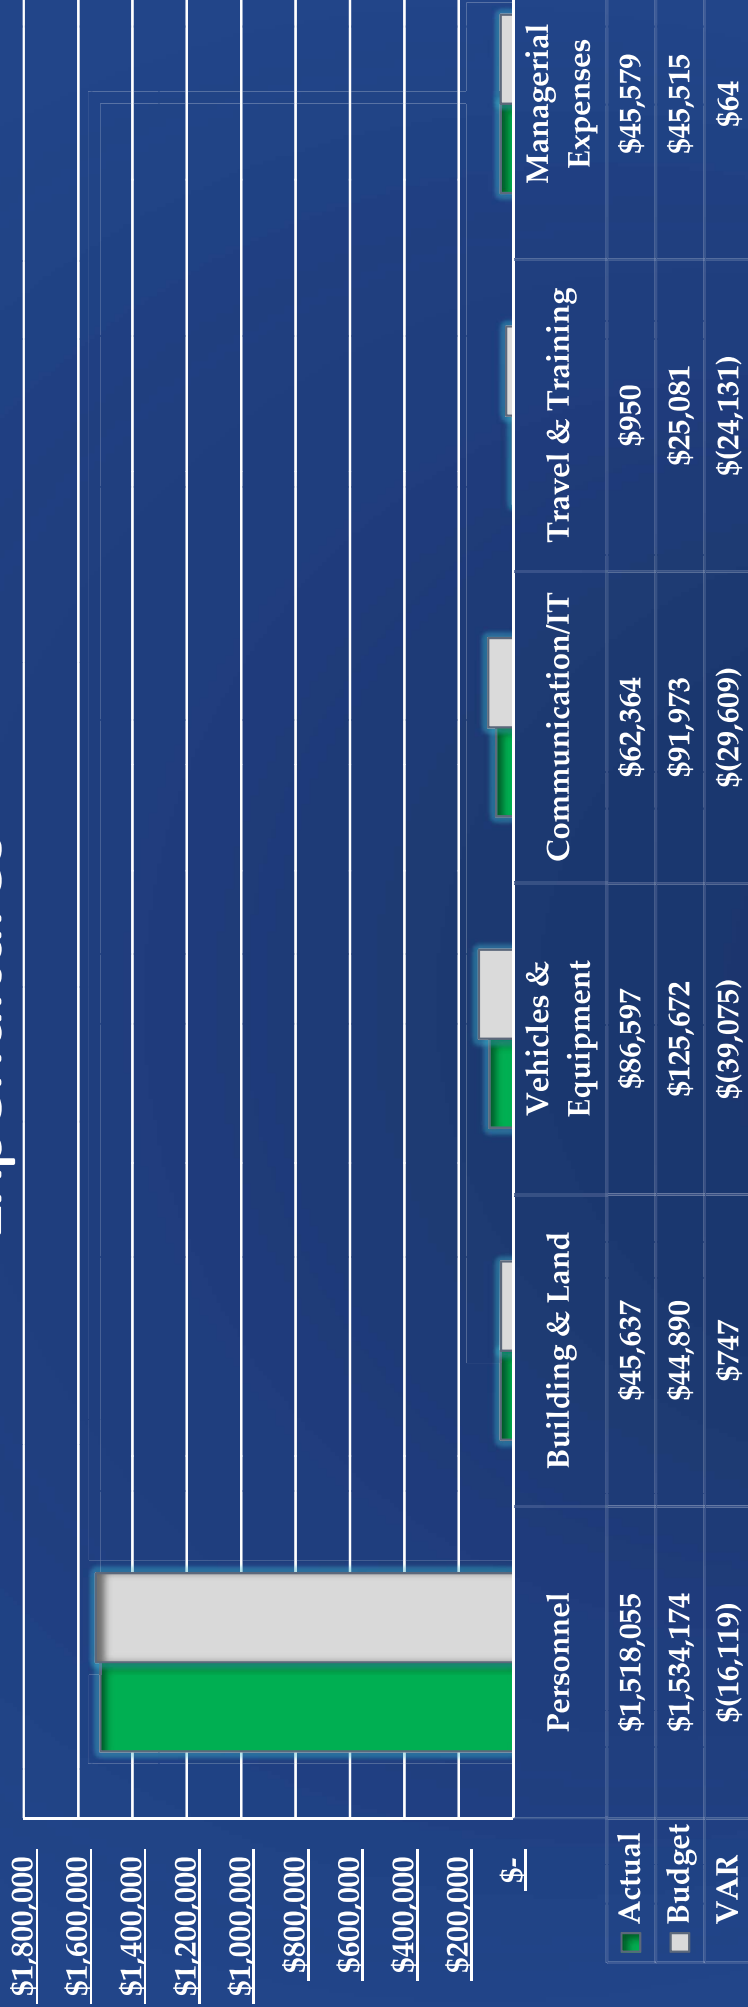 $1,800,000
$1,600,000
$1,400,000
$1,200,000
$1,000,000
$800,000
$600,000
$400,000
$200,000
$-
Personnel
Building & Land
Vehicles &
Equipment
Communication/IT
Travel & Training
Managerial
Expenses
Actual $1,518,055 $45,637 $86,597 $62,364 $950 $45,579
Budget $1,534,174 $44,890 $125,672 $91,973 $25,081 $45,515
VAR $(16,119) $747 $(39,075) $(29,609) $(24,131) $64